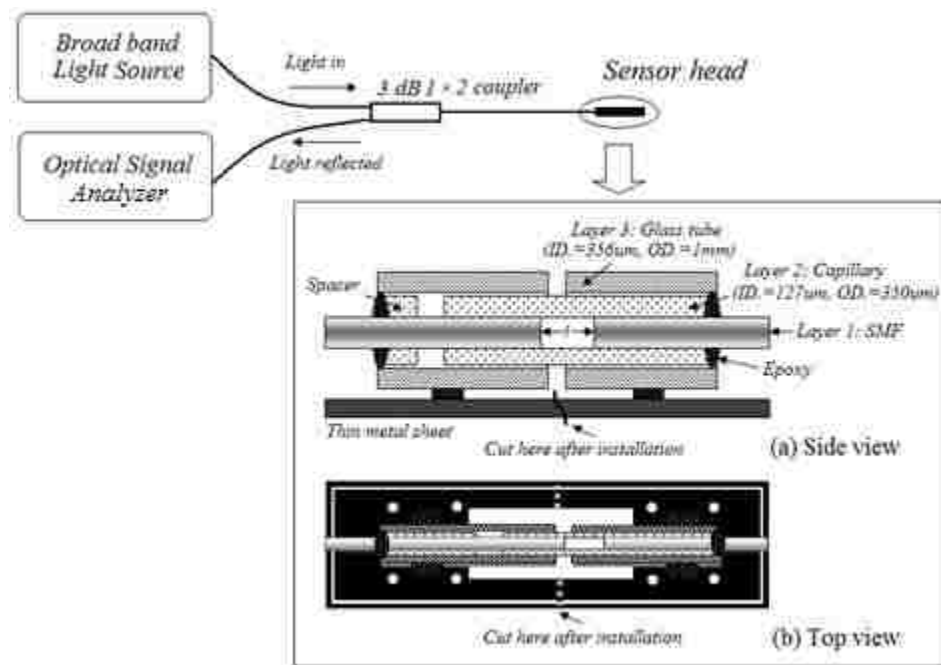 Broad band
Light Source
Light in
3 dB 1 * 2 coupler
Sensor head
Optical Signal
Analyzer
Light reflected
Layer 3: Glass tube
(ID.=356um, OD.=1mm)
Spacer
Layer 2: Capillary
(ID.=127um, OD.=350um)
Layer 1: SMF
Epoxy
Thin metal sheet
Cut here after installation
(a) Side view
Cut here after installation
(b) Top view